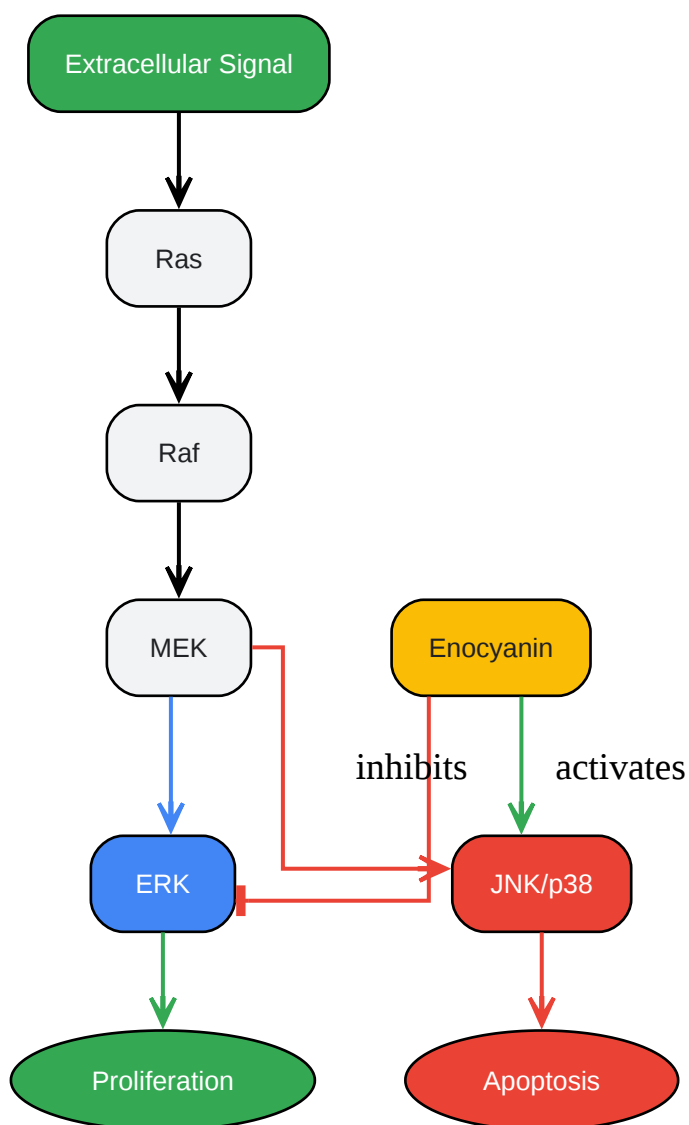 Extracellular Signal
Ras
Raf
MEK
Enocyanin
inhibits
activates
ERK
JNK/p38
Proliferation
Apoptosis